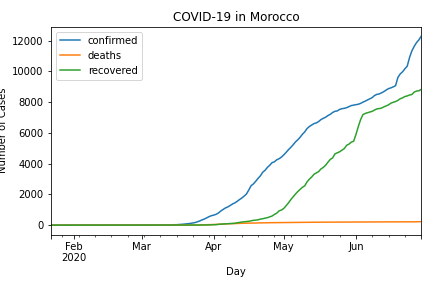 COVID-19 in Morocco
confirmed
deaths
recovered
12000
10000
8000
6000
4000
2000
0
Number of Cases
Feb
2020
Mar
Apr
May
Jun
Day